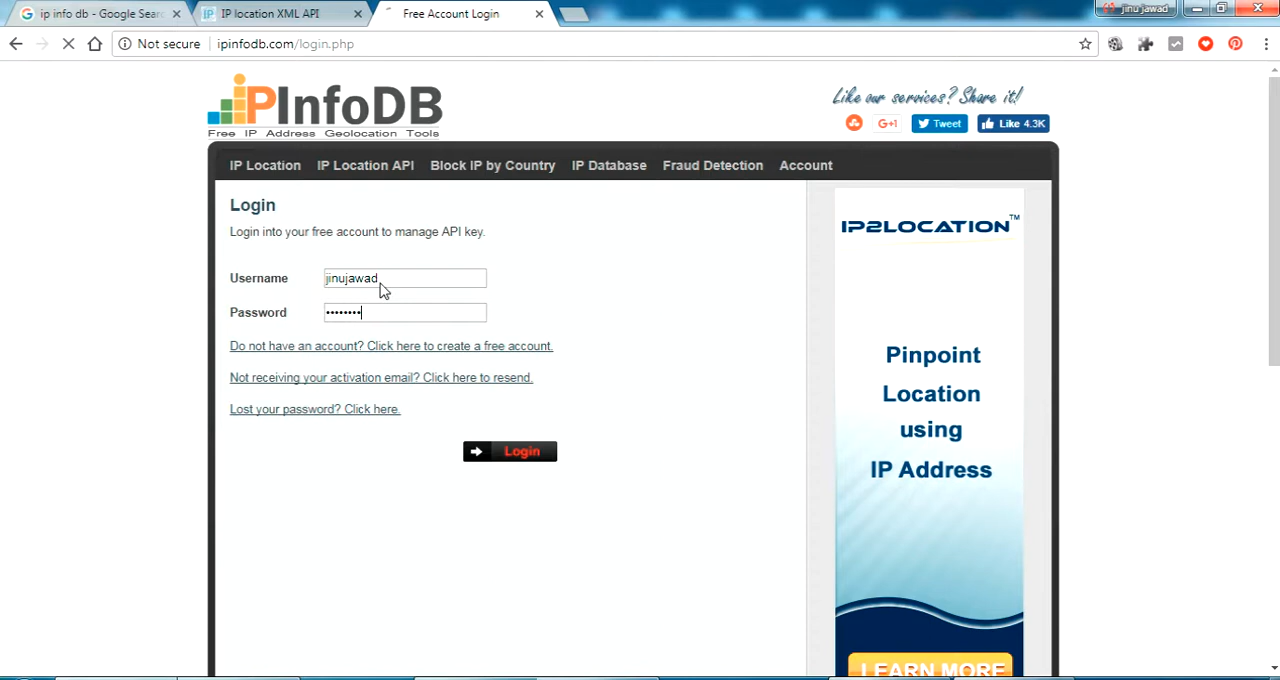 ip info db - Google Sear
IP location XML API
Free Account Login
jinu jawad
Not secure
ipinfodb.com/login.php
iPInfoDB
Free IP Address Geolocation Tools
Like our services? Share it!
G+1
Tweet
Like 4.3K
IP Location
IP Location API
Block IP by Country
IP Database
Fraud Detection
Account
Login
Login into your free account to manage API key.
Username
jinujawad
Password
••••••••
Do not have an account? Click here to create a free account.
Not receiving your activation email? Click here to resend.
Lost your password? Click here.
Login
IP2LOCATION™
Pinpoint
Location
using
IP Address
LEARN MORE